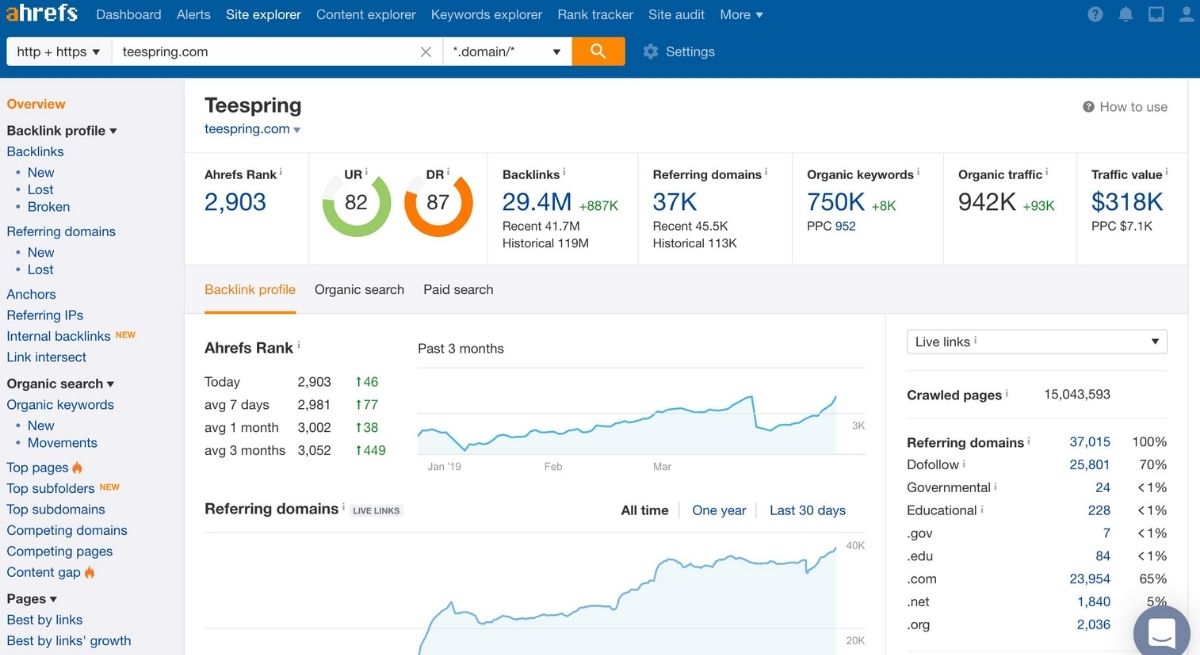 ahrefs Dashboard Alerts Site explorer Content explorer Keywords explorer Rank tracker Site audit More
http + https teespring.com *.domain/* Settings
Overview
Backlink profile
Backlinks
New
Lost
Broken
Referring domains
New
Lost
Anchors
Referring IPs
Internal backlinks NEW
Link intersect
Organic search
Organic keywords
New
Movements
Top pages
Top subfolders NEW
Top subdomains
Competing domains
Competing pages
Content gap
Pages
Best by links
Best by links' growth
Teespring
How to use
teespring.com
Ahrefs Rank
2,903
UR
82
DR
87
Backlinks
29.4M +887K
Recent 41.7M
Historical 119M
Referring domains
37K
Recent 45.5K
Historical 113K
Organic keywords
750K +8K
PPC 952
Organic traffic
942K +93K
Traffic value
$318K
PPC $7.1K
Backlink profile Organic search Paid search
Ahrefs Rank
Today 2,903 ↑46
avg 7 days 2,981 ↑77
avg 1 month 3,002 ↑38
avg 3 months 3,052 ↑449
Past 3 months
3K
Jan '19 Feb Mar
Referring domains LIVE LINKS
All time One year Last 30 days
40K
20K
Live links
Crawled pages 15,043,593
Referring domains 37,015 100%
Dofollow 25,801 70%
Governmental 24 <1%
Educational 228 <1%
.gov 7 <1%
.edu 84 <1%
.com 23,954 65%
.net 1,840 5%
.org 2,036